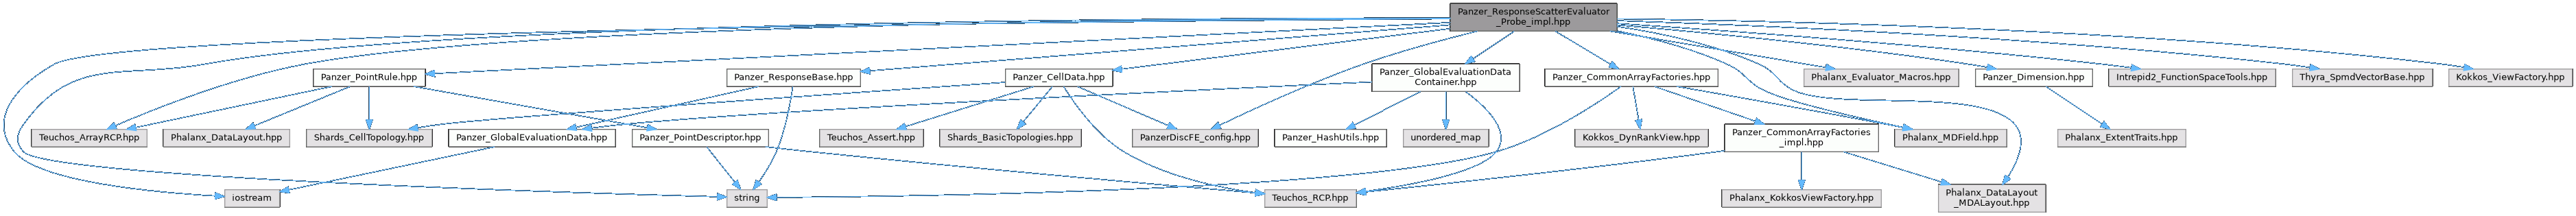 Panzer_ResponseScatterEvaluator
_Probe_impl.hpp
Panzer_PointRule.hpp
Panzer_ResponseBase.hpp
Panzer_CellData.hpp
Panzer_GlobalEvaluationData
Container.hpp
Panzer_CommonArrayFactories.hpp
Phalanx_Evaluator_Macros.hpp
Panzer_Dimension.hpp
Intrepid2_FunctionSpaceTools.hpp
Thyra_SpmdVectorBase.hpp
Kokkos_ViewFactory.hpp
Teuchos_ArrayRCP.hpp
Phalanx_DataLayout.hpp
Shards_CellTopology.hpp
Panzer_GlobalEvaluationData.hpp
Panzer_PointDescriptor.hpp
Teuchos_Assert.hpp
Shards_BasicTopologies.hpp
PanzerDiscFE_config.hpp
Panzer_HashUtils.hpp
unordered_map
Kokkos_DynRankView.hpp
Panzer_CommonArrayFactories
_impl.hpp
Phalanx_MDField.hpp
Phalanx_ExtentTraits.hpp
iostream
string
Teuchos_RCP.hpp
Phalanx_KokkosViewFactory.hpp
Phalanx_DataLayout
_MDALayout.hpp